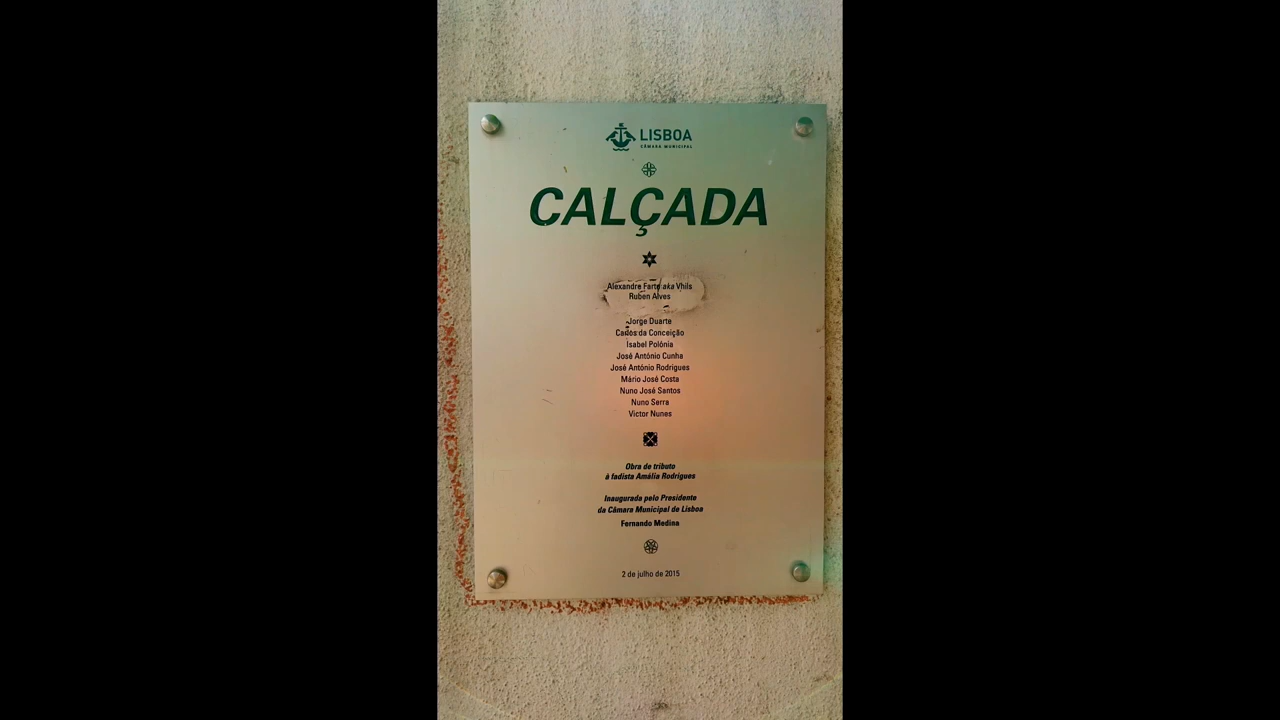 LISBOA
CÂMARA MUNICIPAL
CALÇADA
Alexandre Farto aka Vhils
Ruben Alves
Jorge Duarte
Carlos da Conceição
Isabel Polónia
José António Cunha
José António Rodrigues
Mário José Costa
Nuno José Santos
Nuno Serra
Victor Nunes
Obra de tributo
à fadista Amália Rodrigues
Inaugurada pelo Presidente
da Câmara Municipal de Lisboa
Fernando Medina
2 de julho de 2015